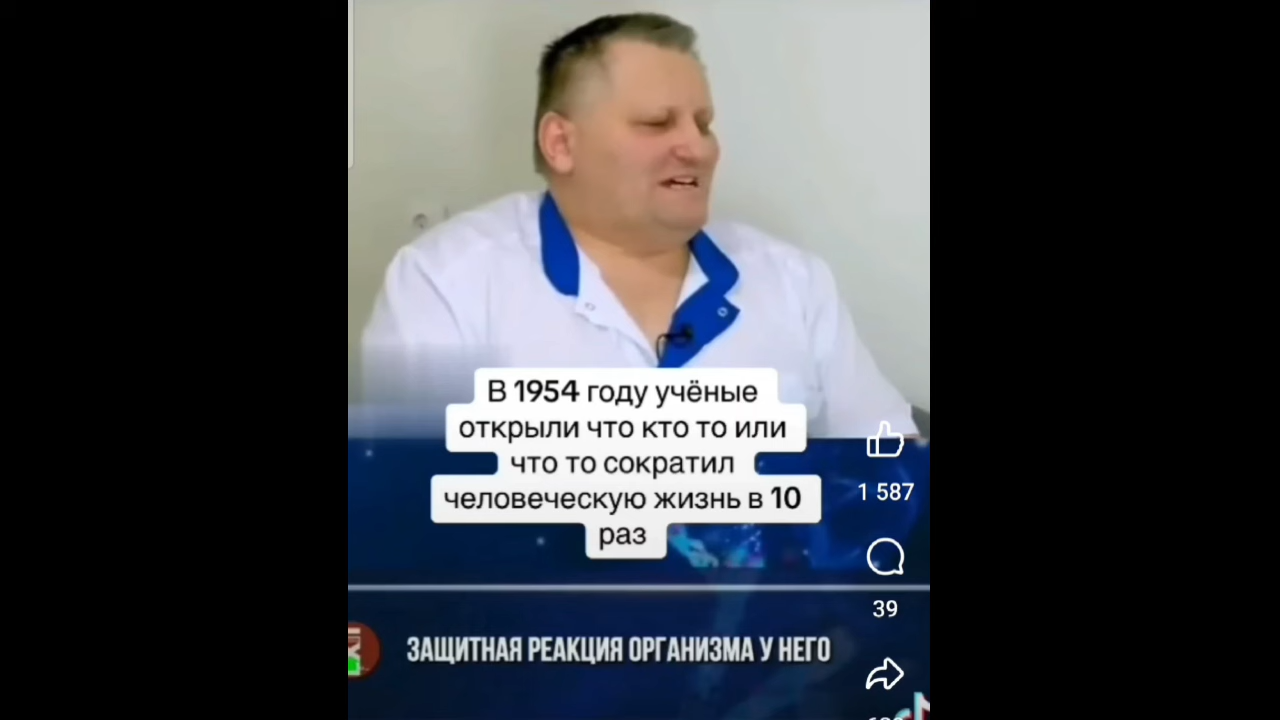 В 1954 году учёные
открыли что кто то или
что то сократил
человеческую жизнь в 10
раз
1 587
39
ЗАЩИТНАЯ РЕАКЦИЯ ОРГАНИЗМА У НЕГО